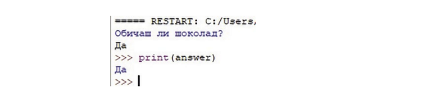 ===== RESTART: C:/Users,
Обичаш ли шоколад?
Да
>>> print(answer)
Да
>>>